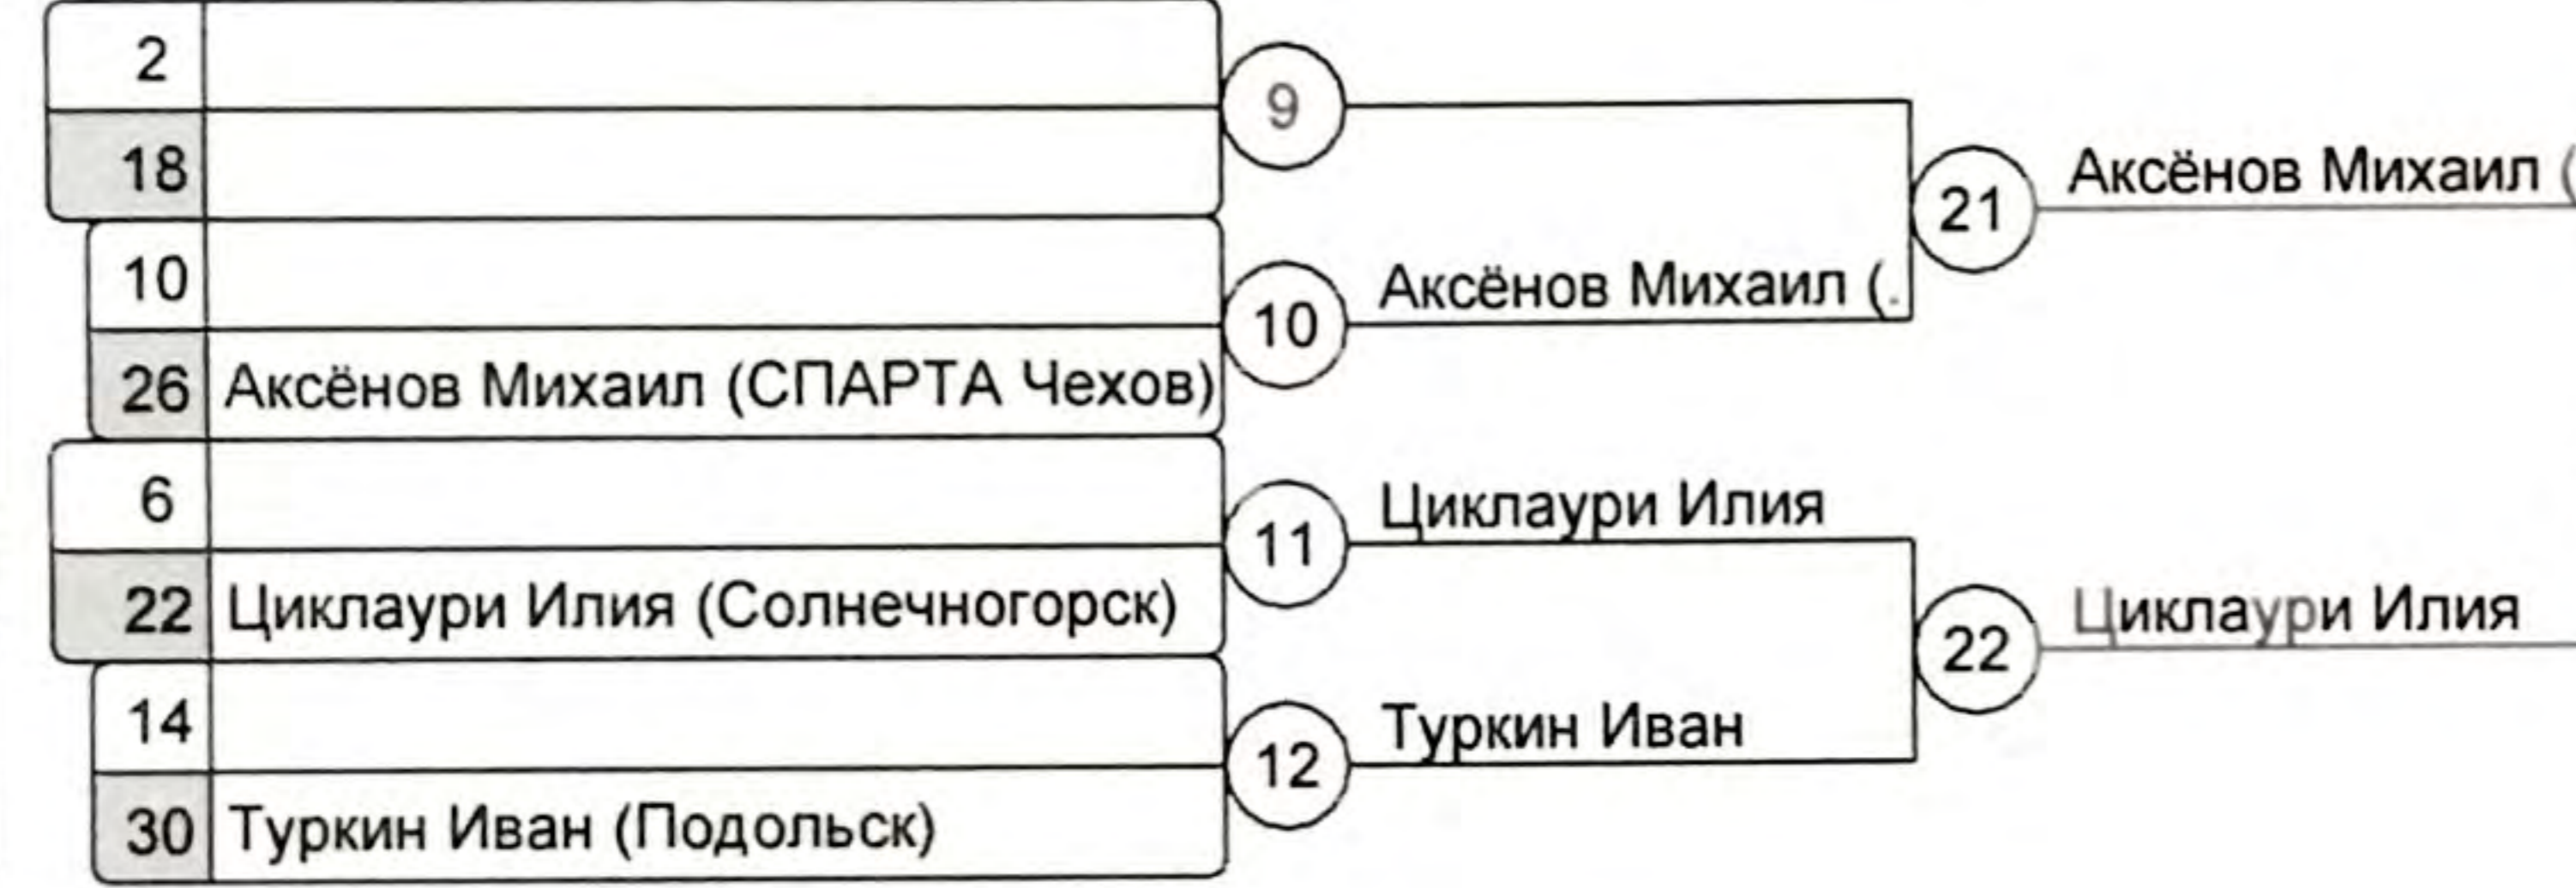 2
9
18
Аксёнов Михаил (
21
10
Аксёнов Михаил (.
10
26 Аксёнов Михаил (СПАРТА Чехов)
6
Циклаури Илия
11
22 Циклаури Илия (Солнечногорск)
Циклаури Илия
22
14
Туркин Иван
12
30 Туркин Иван (Подольск)